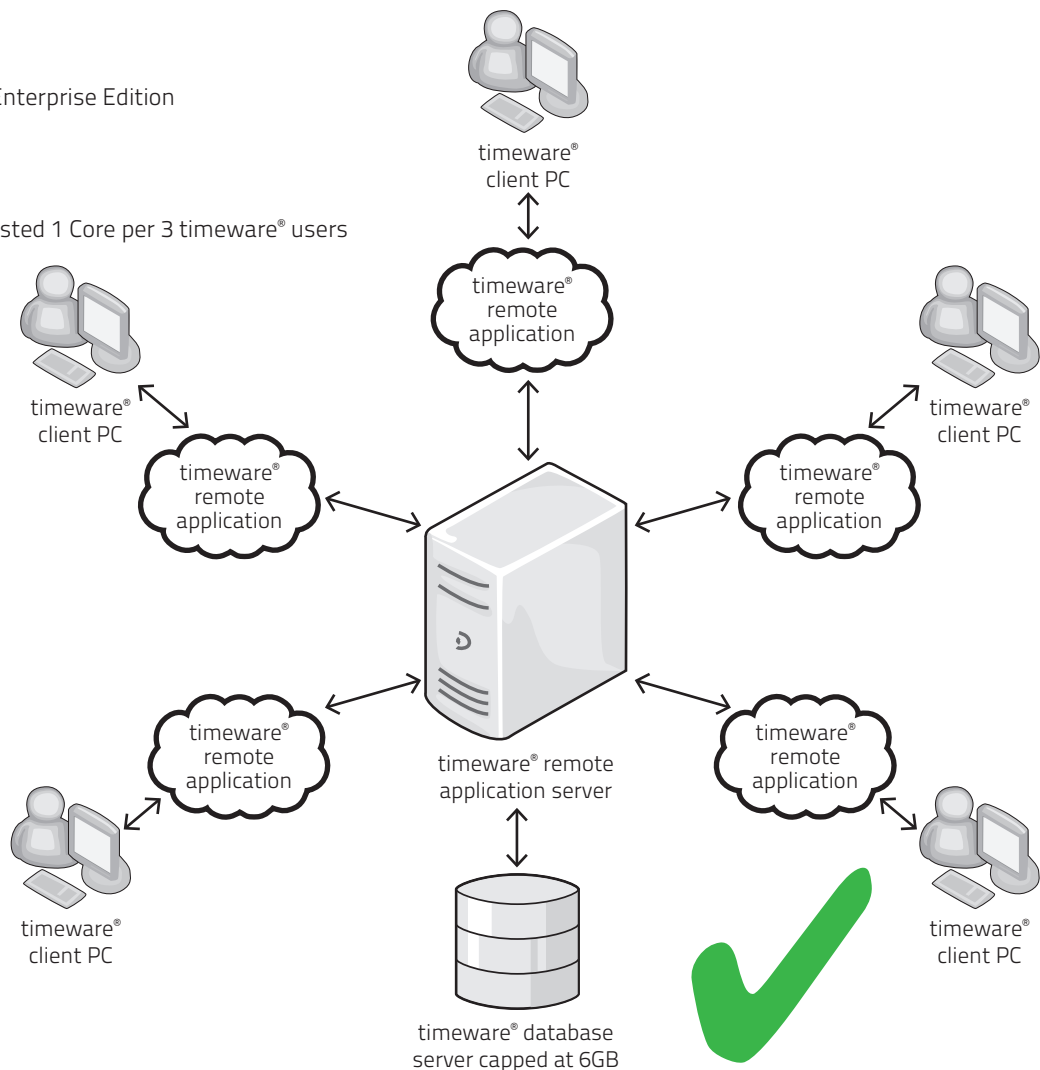 Enterprise Edition
timeware®
client PC
sted 1 Core per 3 timeware® users
timeware®
remote
application
timeware®
client PC
timeware®
client PC
timeware®
remote
application
timeware®
remote
application
timeware®
remote
application
timeware®
remote
application
timeware® remote
application server
timeware®
client PC
timeware®
client PC
timeware® database
server capped at 6GB